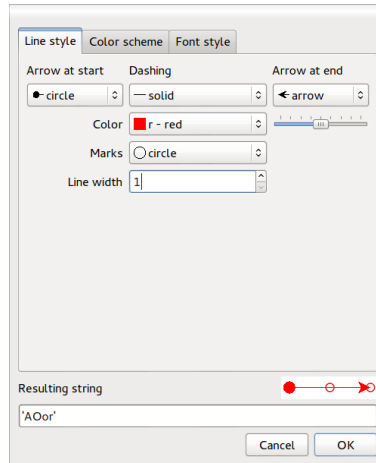 Line style Color scheme Font style
Arrow at start Dashing Arrow at end
circle solid arrow
Color r - red
Marks circle
Line width 1
Resulting string
'AOor'
Cancel OK